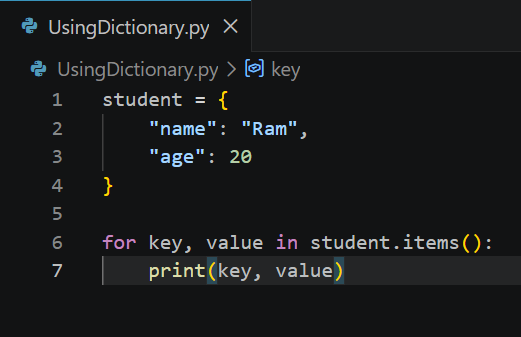 UsingDictionary.py
UsingDictionary.py > key
1 student = {
2     "name": "Ram",
3     "age": 20
4 }
5
6 for key, value in student.items():
7     print(key, value)